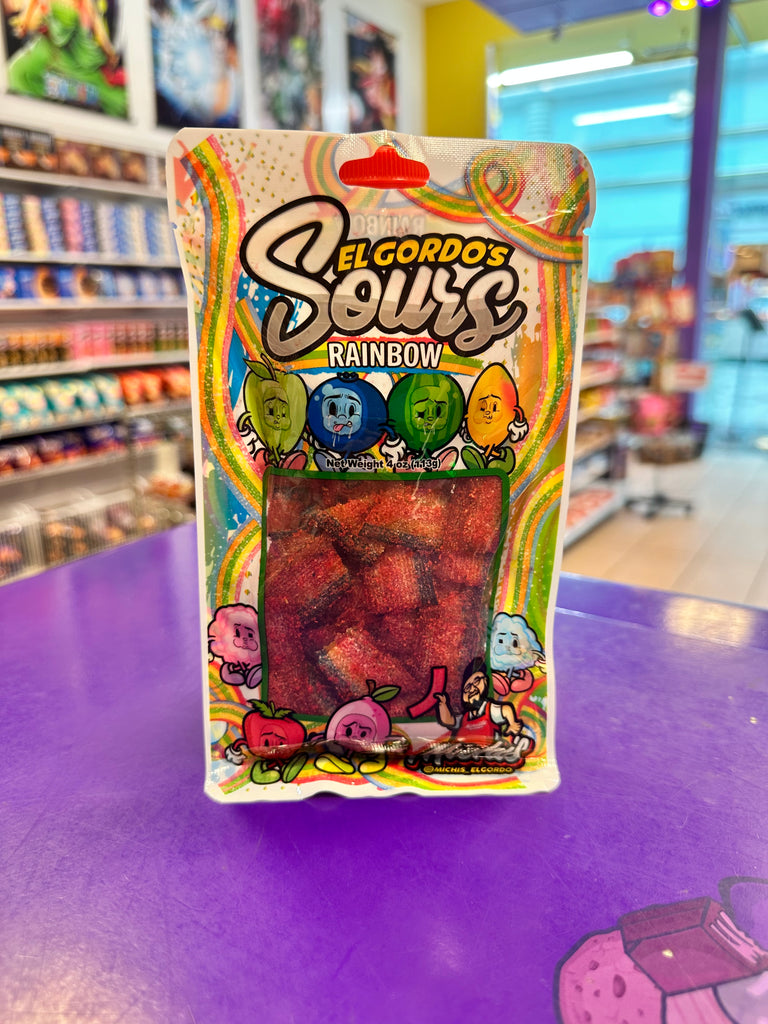 EL GORDO'S
Sours
RAINBOW
Net Weight 4 oz (113g)
@MICHIS_ELGORDO